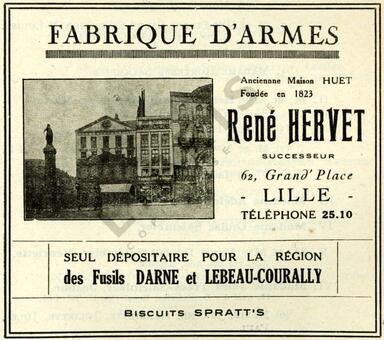 FABRIQUE D'ARMES
Ancienne Maison HUET
Fondée en 1823
René HERVET
SUCCESSEUR
62, Grand' Place
- LILLE -
TÉLÉPHONE 25.10
SEUL DÉPOSITAIRE POUR LA RÉGION
des Fusils DARNE et LEBEAU-COURALLY
BISCUITS SPRATT'S